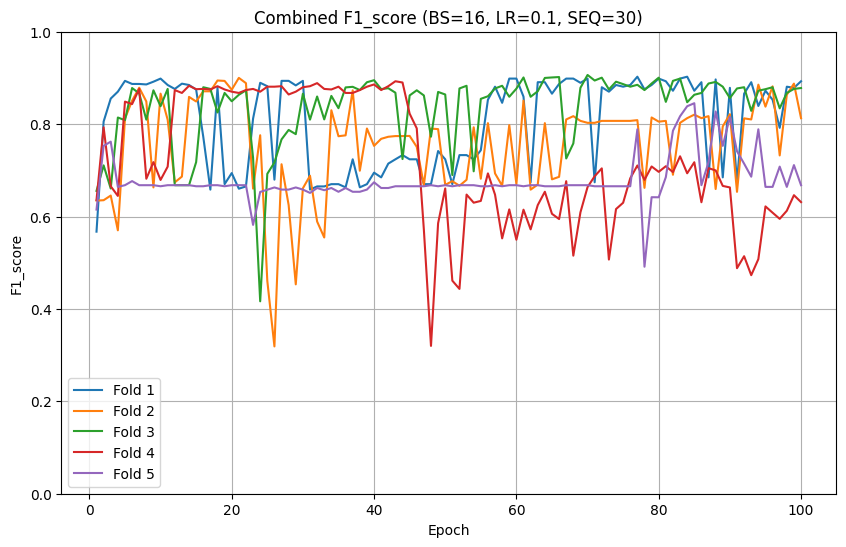 Combined F1_score (BS=16, LR=0.1, SEQ=30)
1.0
0.8
0.6
0.4
0.2
0.0
F1_score
Fold 1
Fold 2
Fold 3
Fold 4
Fold 5
0 20 40 60 80 100
Epoch